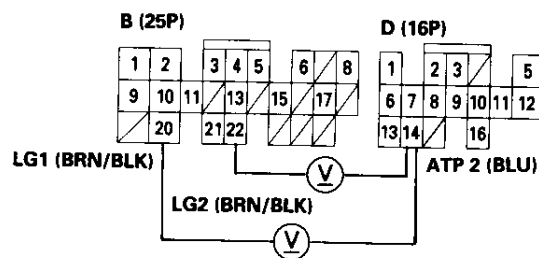 B (25P) D (16P)
1 2 3 4 5 6 8 1 2 3 5
9 10 11 13 15 17 6 7 8 9 10 11 12
20 21 22 13 14 16
LG1 (BRN/BLK) V ATP 2 (BLU)
LG2 (BRN/BLK)
V